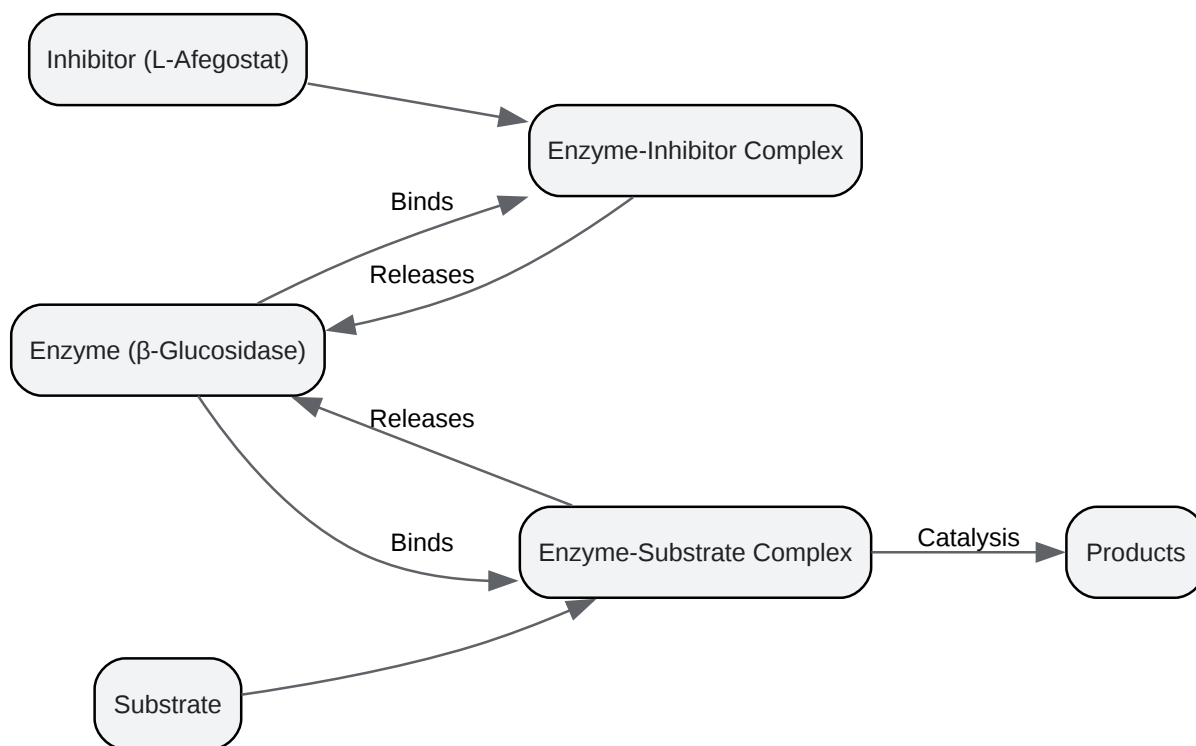 Inhibitor (L-Afegostat)
Enzyme-Inhibitor Complex
Binds
Releases
Enzyme (β-Glucosidase)
Releases
Binds
Enzyme-Substrate Complex
Catalysis
Products
Substrate